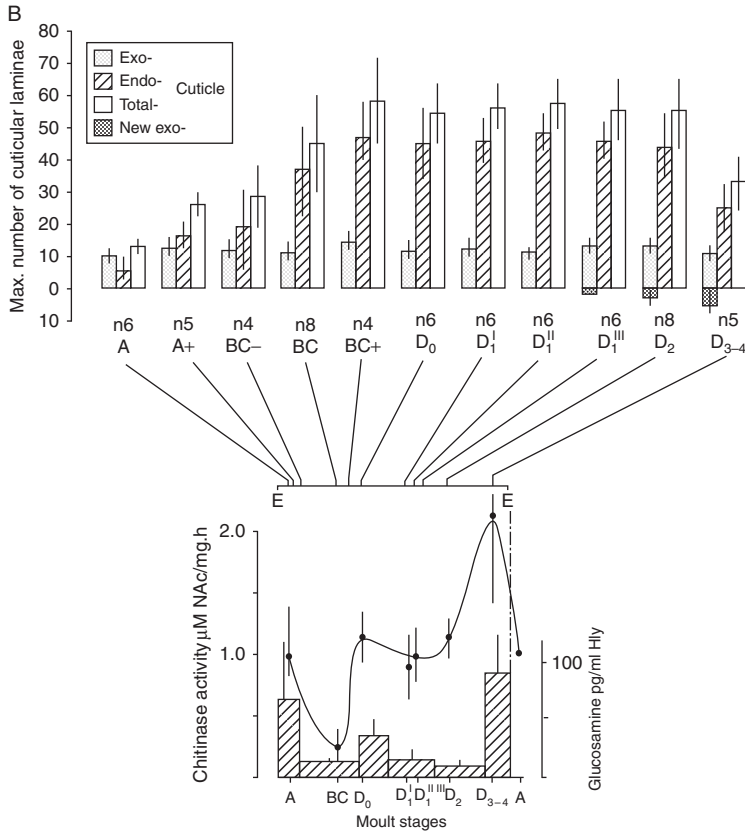 B
Max. number of cuticular laminae
80
70
60
50
40
30
20
10
0
10
Exo-
Endo- Cuticle
Total-
New exo-
n6 n5 n4 n8 n4 n6 n6 n6 n6 n8 n5
A A+ BC− BC BC+ D0 D1I D1II D1III D2 D3–4
E E
Chitinase activity μM NAc/mg.h
2.0
1.0
100
Glucosamine pg/ml Hly
A BC D0 D1I D1II III D2 D3–4 A
Moult stages